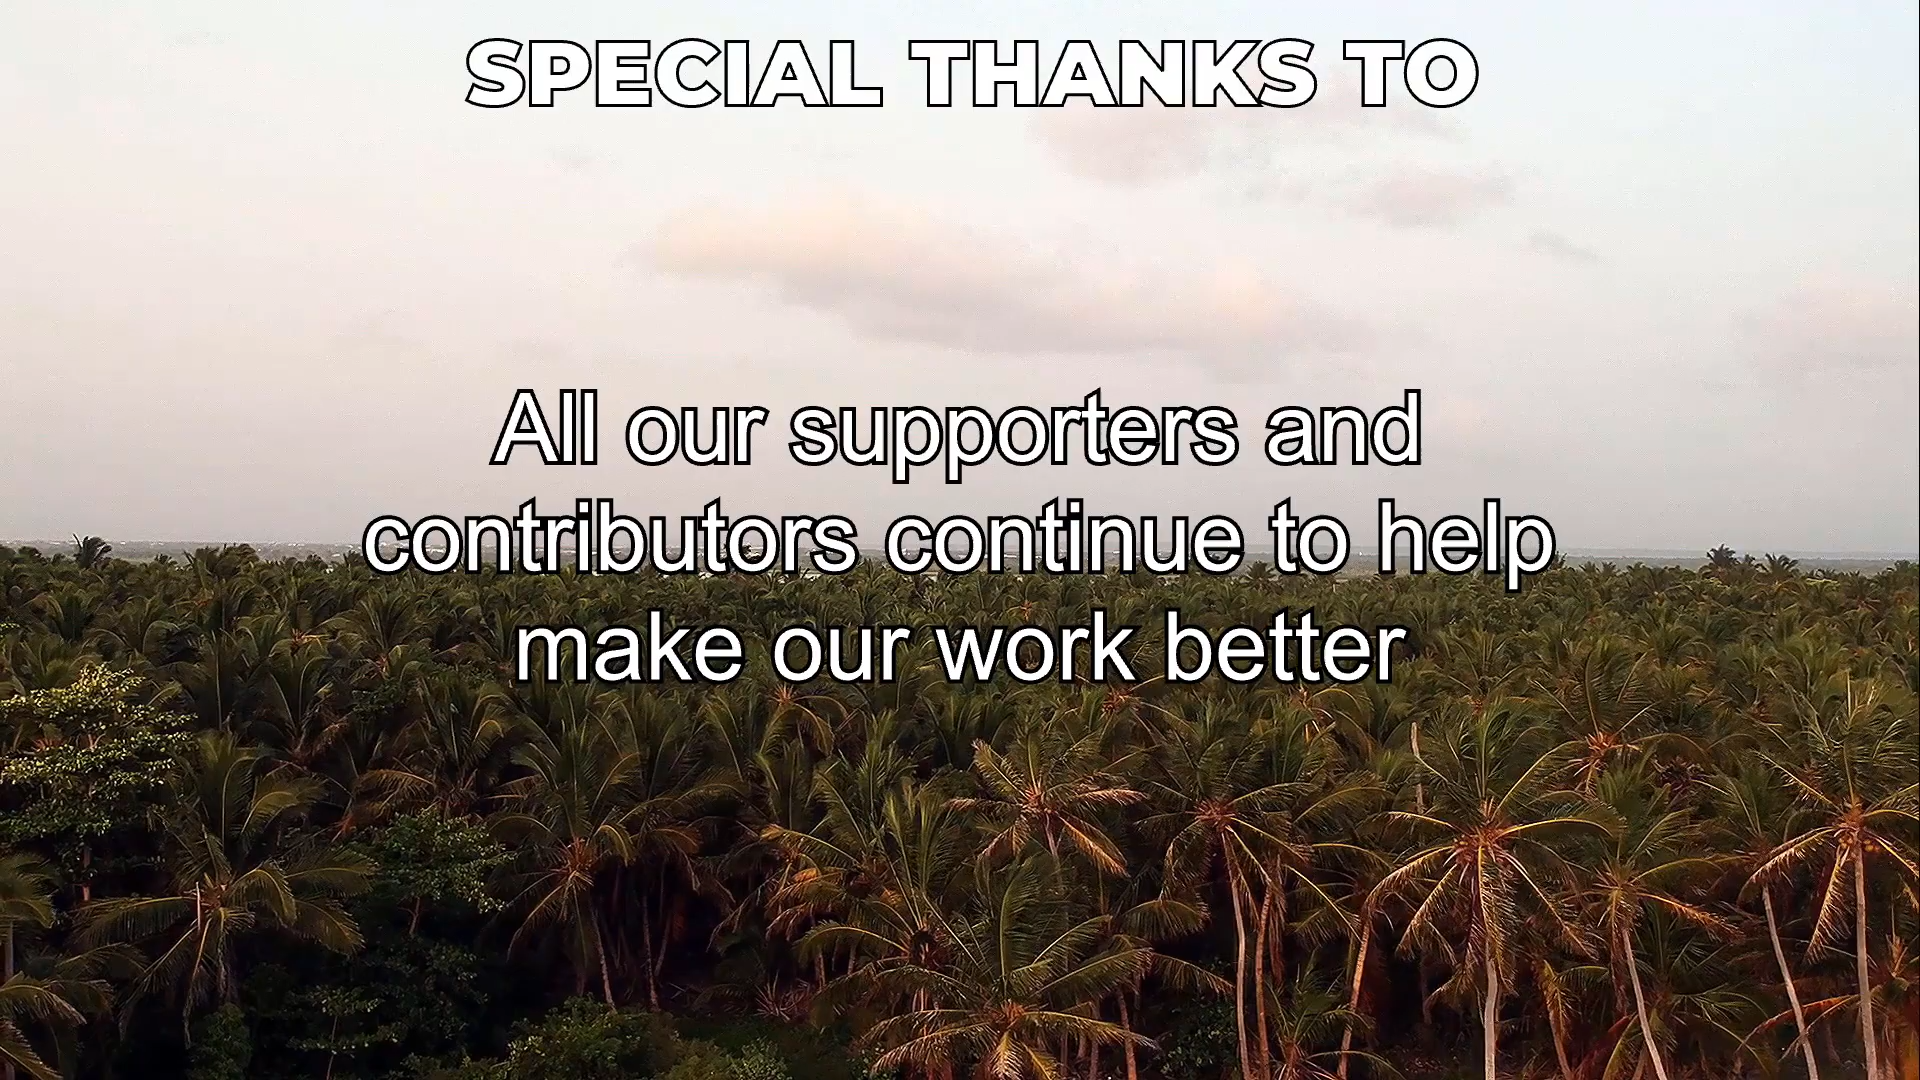 SPECIAL THANKS TO
All our supporters and
contributors continue to help
make our work better